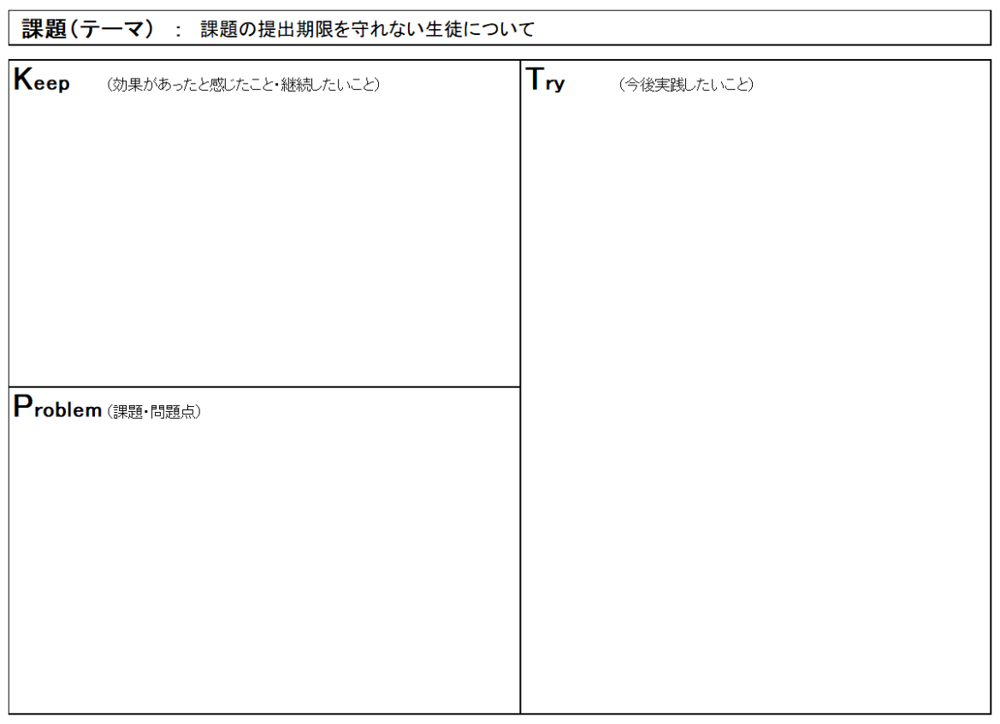 課題(テーマ) : 課題の提出期限を守れない生徒について
Keep (効果があったと感じたこと・継続したいこと)
Problem (課題・問題点)
Try (今後実践したいこと)